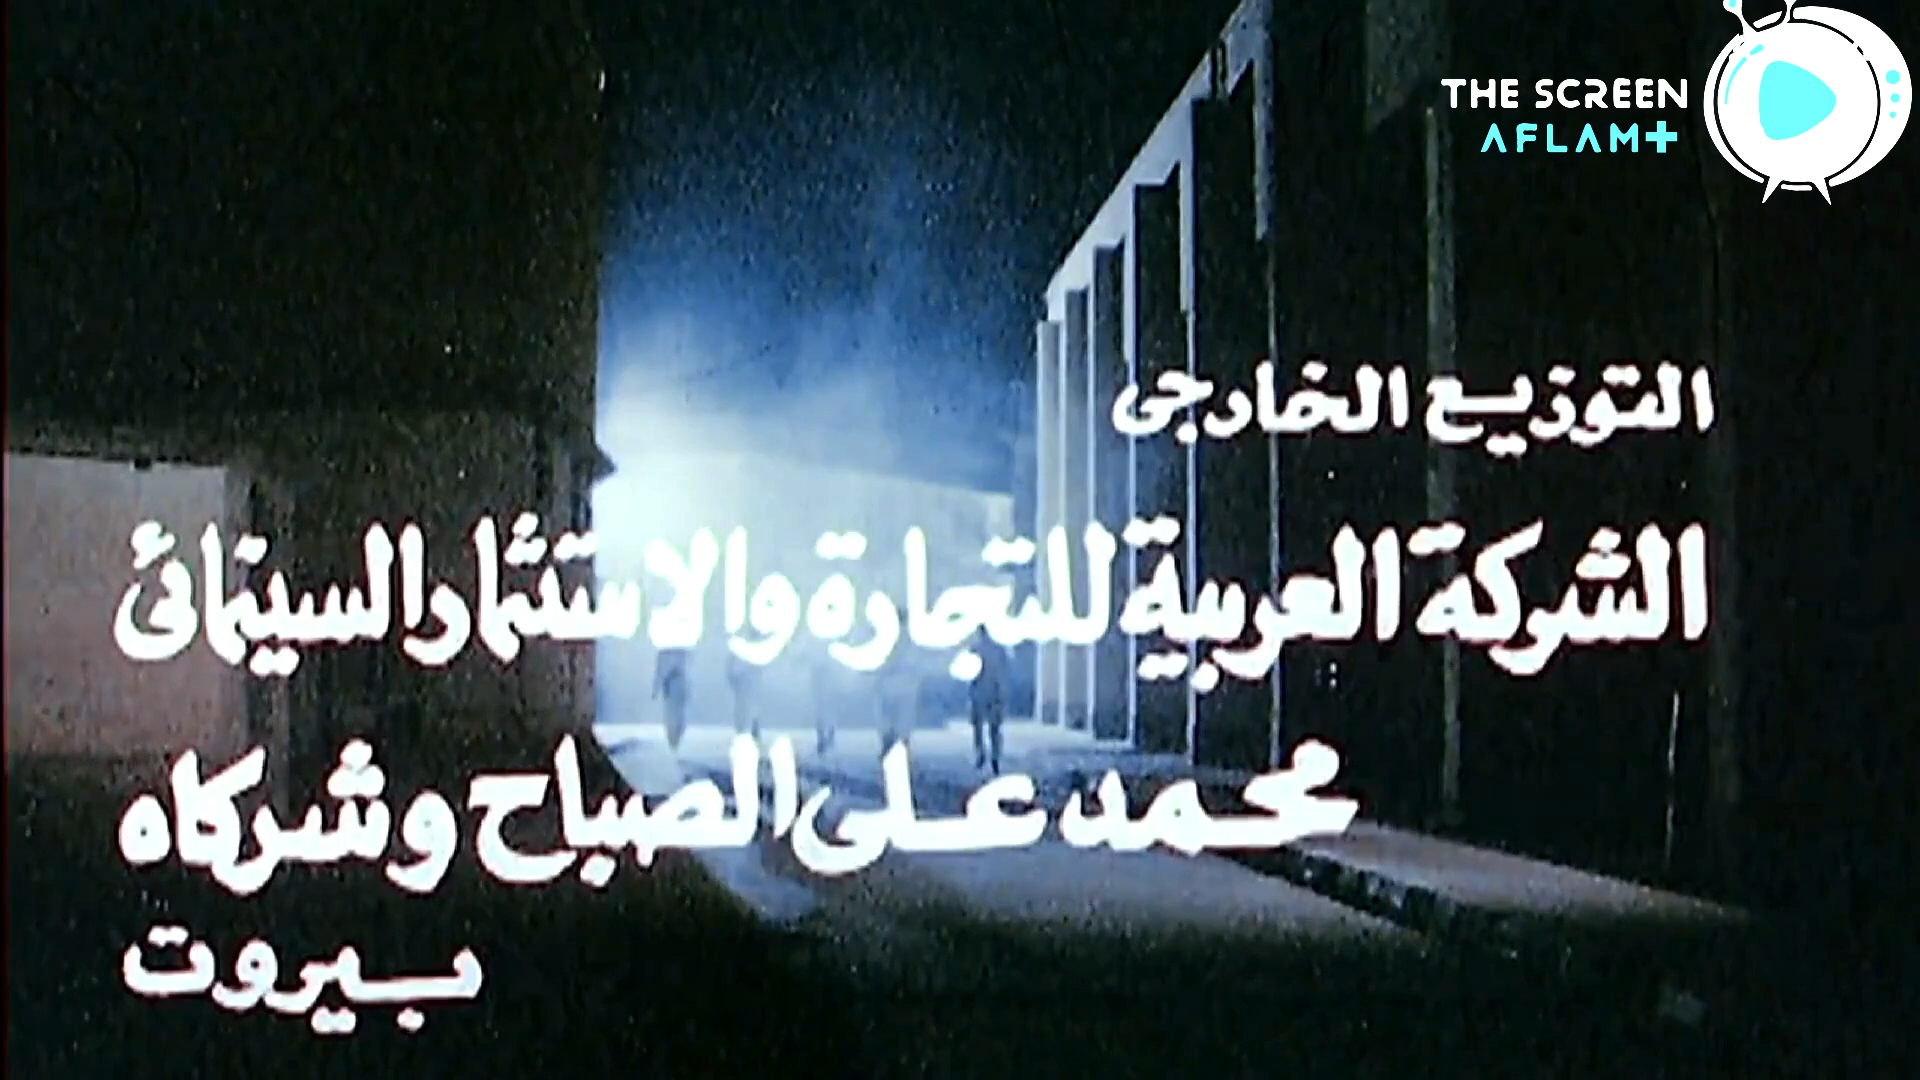 THE SCREEN
AFLAM+
التوزيع الخارجى
الشركة العربية للتجارة والاستثمار السينمائى
محمد على الصباح وشركاه
بيروت